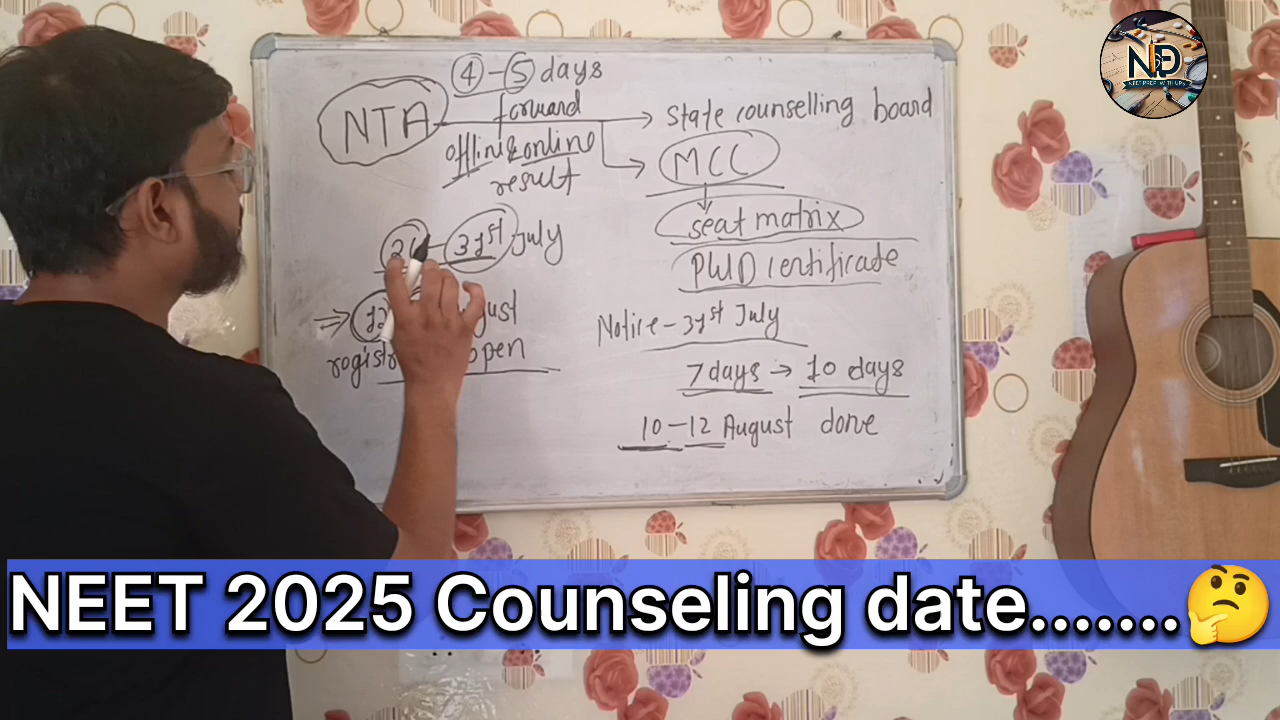 4 - 5 days
NTA
forward
offline & online
result
State counselling board
MCC
seat matrix
PWD certificate
- 31st July
Notice - 31st July
open
7 days → 10 days
10 - 12 August done
NEET 2025 Counseling date.......🤔